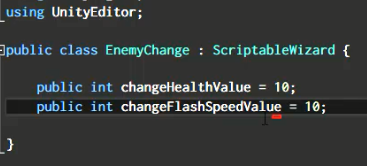 using UnityEditor;
public class EnemyChange : ScriptableWizard {
public int changeHealthValue = 10;
public int changeFlashSpeedValue = 10;
}